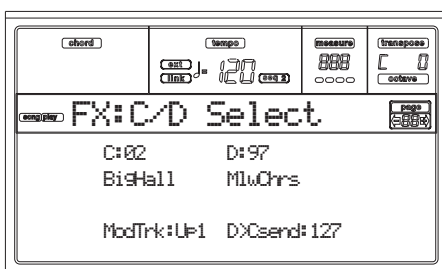 chord tempo measure transpose
ext link 120 seq 2 888 C 0
octave
song play FX:C/D Select page
C:02 D:97
BigHall MlwChrs
ModTrk:UP1 D>Csend:127